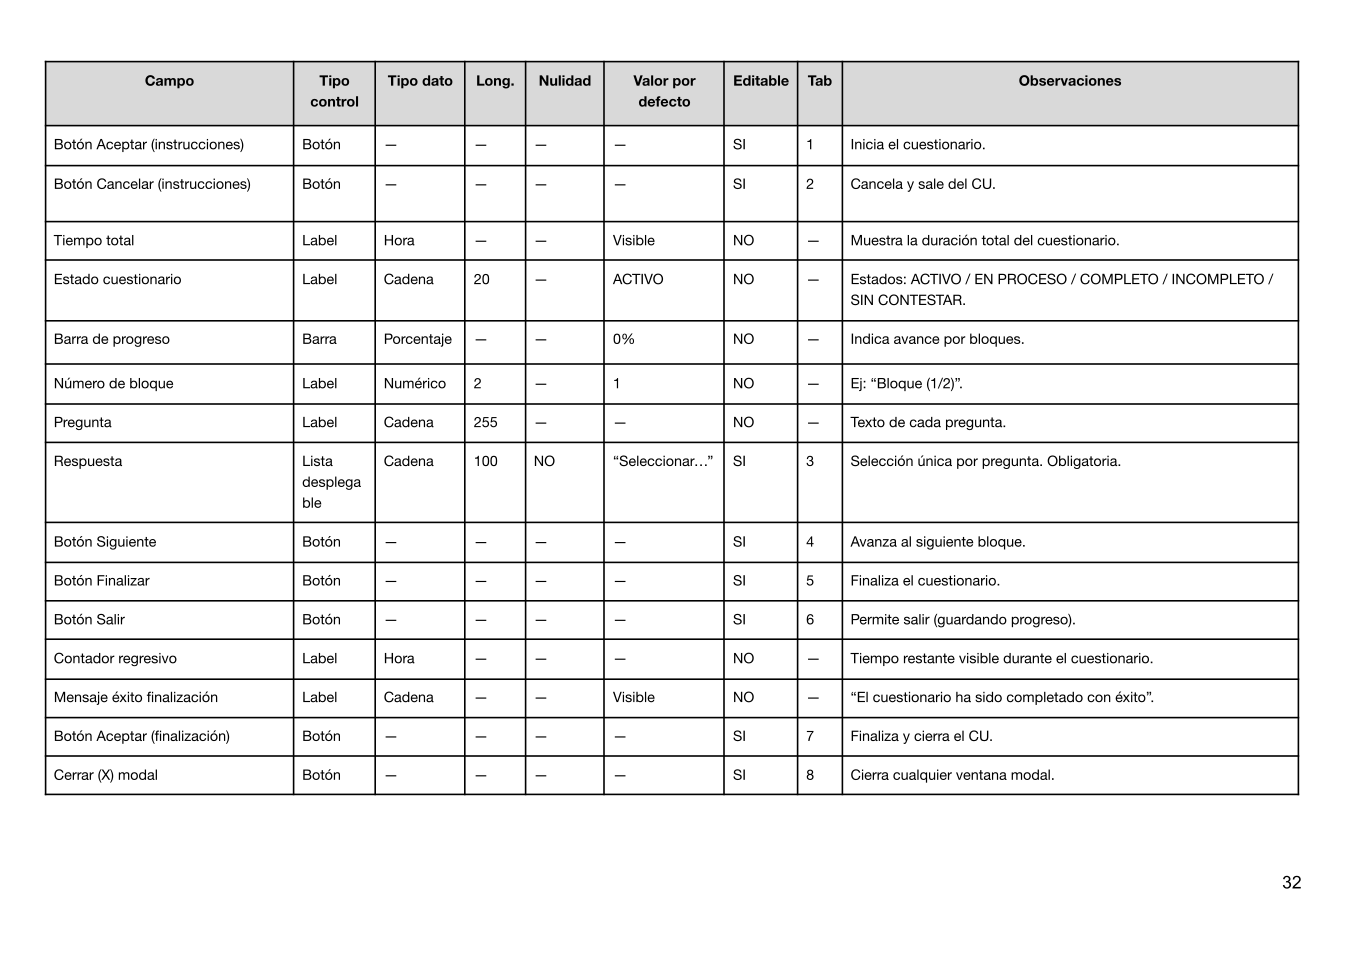 Campo Tipo control Tipo dato Long. Nulidad Valor por defecto Editable Tab Observaciones
Botón Aceptar (instrucciones) Botón — — — — SI 1 Inicia el cuestionario.
Botón Cancelar (instrucciones) Botón — — — — SI 2 Cancela y sale del CU.
Tiempo total Label Hora — — Visible NO — Muestra la duración total del cuestionario.
Estado cuestionario Label Cadena 20 — ACTIVO NO — Estados: ACTIVO / EN PROCESO / COMPLETO / INCOMPLETO /
SIN CONTESTAR.
Barra de progreso Barra Porcentaje — — 0% NO — Indica avance por bloques.
Número de bloque Label Numérico 2 — 1 NO — Ej: “Bloque (1/2)”.
Pregunta Label Cadena 255 — — NO — Texto de cada pregunta.
Respuesta Lista Cadena 100 NO “Seleccionar…” SI 3 Selección única por pregunta. Obligatoria.
desplega
ble
Botón Siguiente Botón — — — — SI 4 Avanza al siguiente bloque.
Botón Finalizar Botón — — — — SI 5 Finaliza el cuestionario.
Botón Salir Botón — — — — SI 6 Permite salir (guardando progreso).
Contador regresivo Label Hora — — — NO — Tiempo restante visible durante el cuestionario.
Mensaje éxito finalización Label Cadena — — Visible NO — “El cuestionario ha sido completado con éxito”.
Botón Aceptar (finalización) Botón — — — — SI 7 Finaliza y cierra el CU.
Cerrar (X) modal Botón — — — — SI 8 Cierra cualquier ventana modal.
32